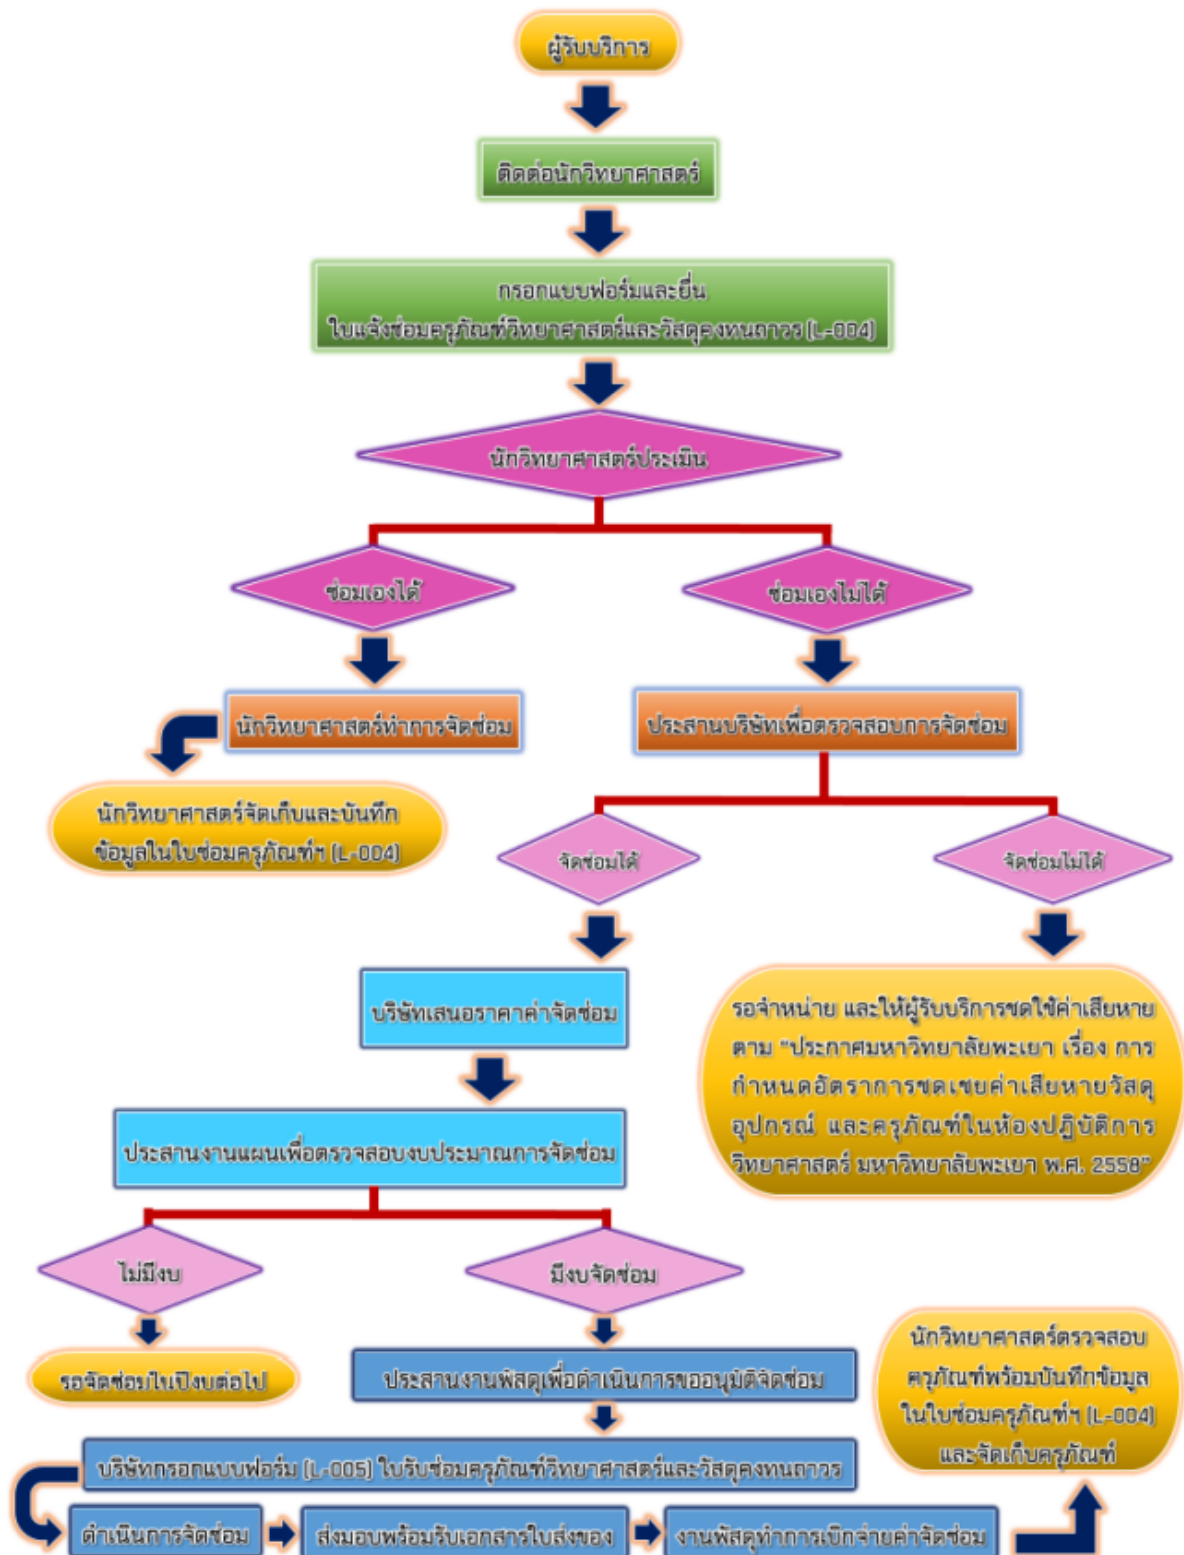 ผู้รับบริการ
ติดต่อนักวิทยาศาสตร์
กรอกแบบฟอร์มและยื่น
ใบแจ้งซ่อมครุภัณฑ์วิทยาศาสตร์และวัสดุคงทนถาวร (L-004)
นักวิทยาศาสตร์ประเมิน
ซ่อมเองได้
ซ่อมเองไม่ได้
นักวิทยาศาสตร์ทำการจัดซ่อม
ประสานบริษัทเพื่อตรวจสอบการจัดซ่อม
นักวิทยาศาสตร์จัดเก็บและบันทึก
ข้อมูลในใบซ่อมครุภัณฑ์ฯ (L-004)
จัดซ่อมได้
จัดซ่อมไม่ได้
บริษัทเสนอราคาค่าจัดซ่อม
รอจำหน่าย และให้ผู้รับบริการชดใช้ค่าเสียหาย
ตาม "ประกาศมหาวิทยาลัยพะเยา เรื่อง การ
กำหนดอัตราการชดเชยค่าเสียหายวัสดุ
อุปกรณ์ และครุภัณฑ์ในห้องปฏิบัติการ
วิทยาศาสตร์ มหาวิทยาลัยพะเยา พ.ศ. 2558"
ประสานงานแผนเพื่อตรวจสอบงบประมาณการจัดซ่อม
ไม่มีงบ
มีงบจัดซ่อม
รอจัดซ่อมในปีงบต่อไป
ประสานงานพัสดุเพื่อดำเนินการขออนุมัติจัดซ่อม
บริษัทกรอกแบบฟอร์ม (L-005) ใบรับซ่อมครุภัณฑ์วิทยาศาสตร์และวัสดุคงทนถาวร
ดำเนินการจัดซ่อม
ส่งมอบพร้อมรับเอกสารใบส่งของ
งานพัสดุทำการเบิกจ่ายค่าจัดซ่อม
นักวิทยาศาสตร์ตรวจสอบ
ครุภัณฑ์พร้อมบันทึกข้อมูล
ในใบซ่อมครุภัณฑ์ฯ (L-004)
และจัดเก็บครุภัณฑ์